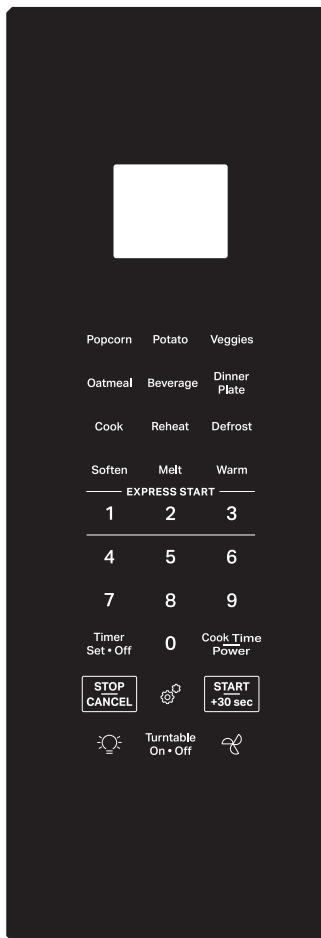 Popcorn Potato Veggies
Oatmeal Beverage Dinner
Plate
Cook Reheat Defrost
Soften Melt Warm
EXPRESS START
1 2 3
4 5 6
7 8 9
Timer
Set • Off
0
Cook Time
Power
STOP
CANCEL
START
+30 sec
Turntable
On • Off